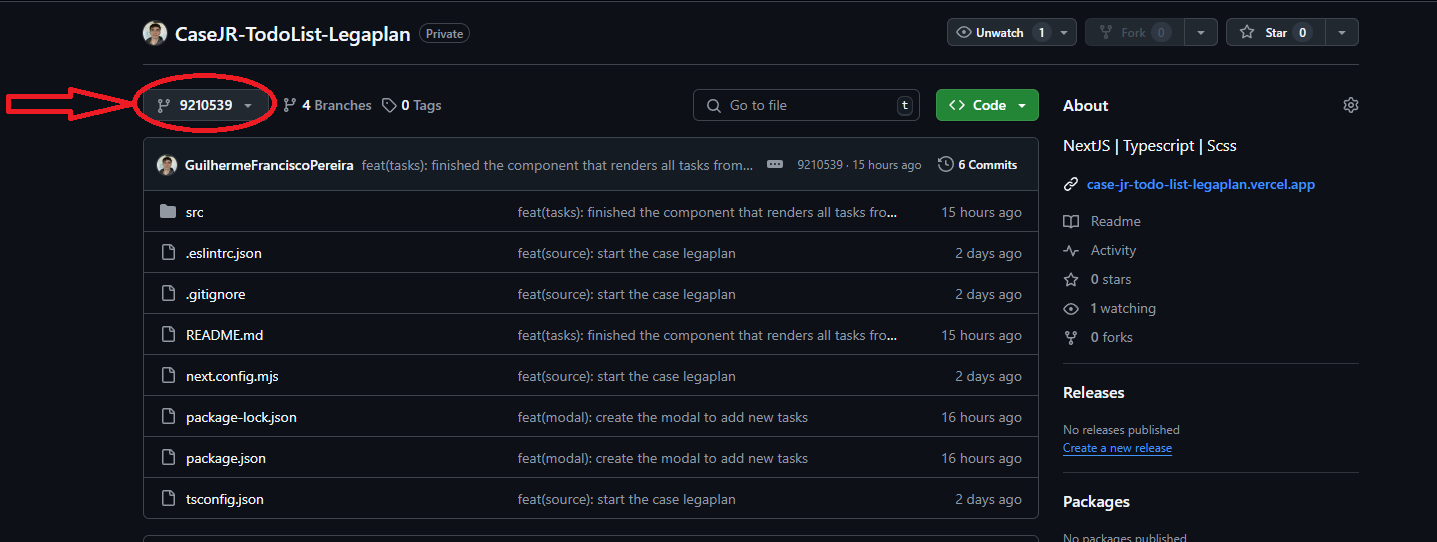 CaseJR-TodoList-Legaplan Private Unwatch 1 Fork 0 Star 0
9210539 4 Branches 0 Tags Go to file t Code
About
NextJS | Typescript | Scss
GuilhermeFranciscoPereira feat(tasks): finished the component that renders all tasks from... 9210539 · 15 hours ago 6 Commits
case-jr-todo-list-legaplan.vercel.app
src feat(tasks): finished the component that renders all tasks fro... 15 hours ago
Readme
.eslintrc.json feat(source): start the case legaplan 2 days ago
Activity
0 stars
.gitignore feat(source): start the case legaplan 2 days ago
1 watching
README.md feat(tasks): finished the component that renders all tasks fro... 15 hours ago
0 forks
next.config.mjs feat(source): start the case legaplan 2 days ago
Releases
package-lock.json feat(modal): create the modal to add new tasks 16 hours ago
No releases published
Create a new release
package.json feat(modal): create the modal to add new tasks 16 hours ago
tsconfig.json feat(source): start the case legaplan 2 days ago
Packages
No packages published